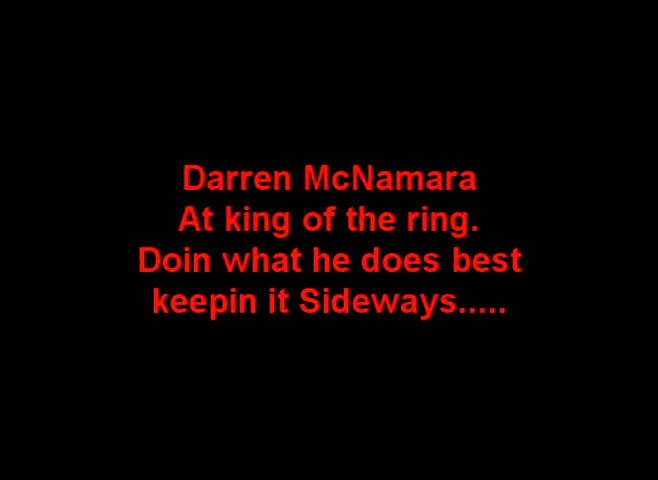 Darren McNamara
At king of the ring.
Doin what he does best
keepin it Sideways.....